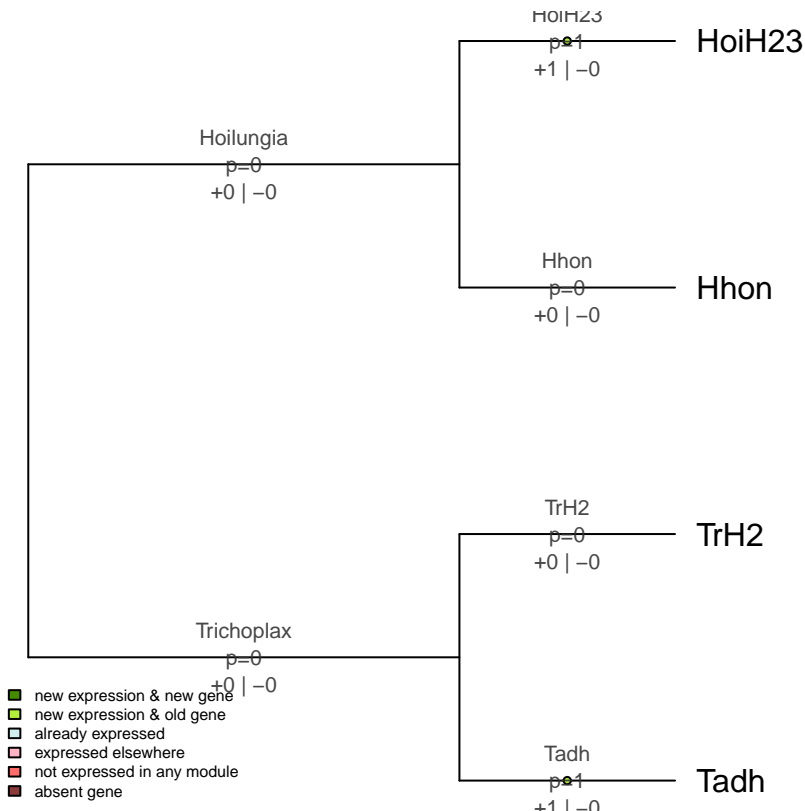 HoiH23
p=1
+1 | −0
HoiH23
Hoilungia
p=0
+0 | −0
Hhon
p=0
+0 | −0
Hhon
TrH2
p=0
+0 | −0
TrH2
Trichoplax
p=0
+0 | −0
new expression & new gene
new expression & old gene
already expressed
expressed elsewhere
not expressed in any module
absent gene
Tadh
p=1
+1 | −0
Tadh